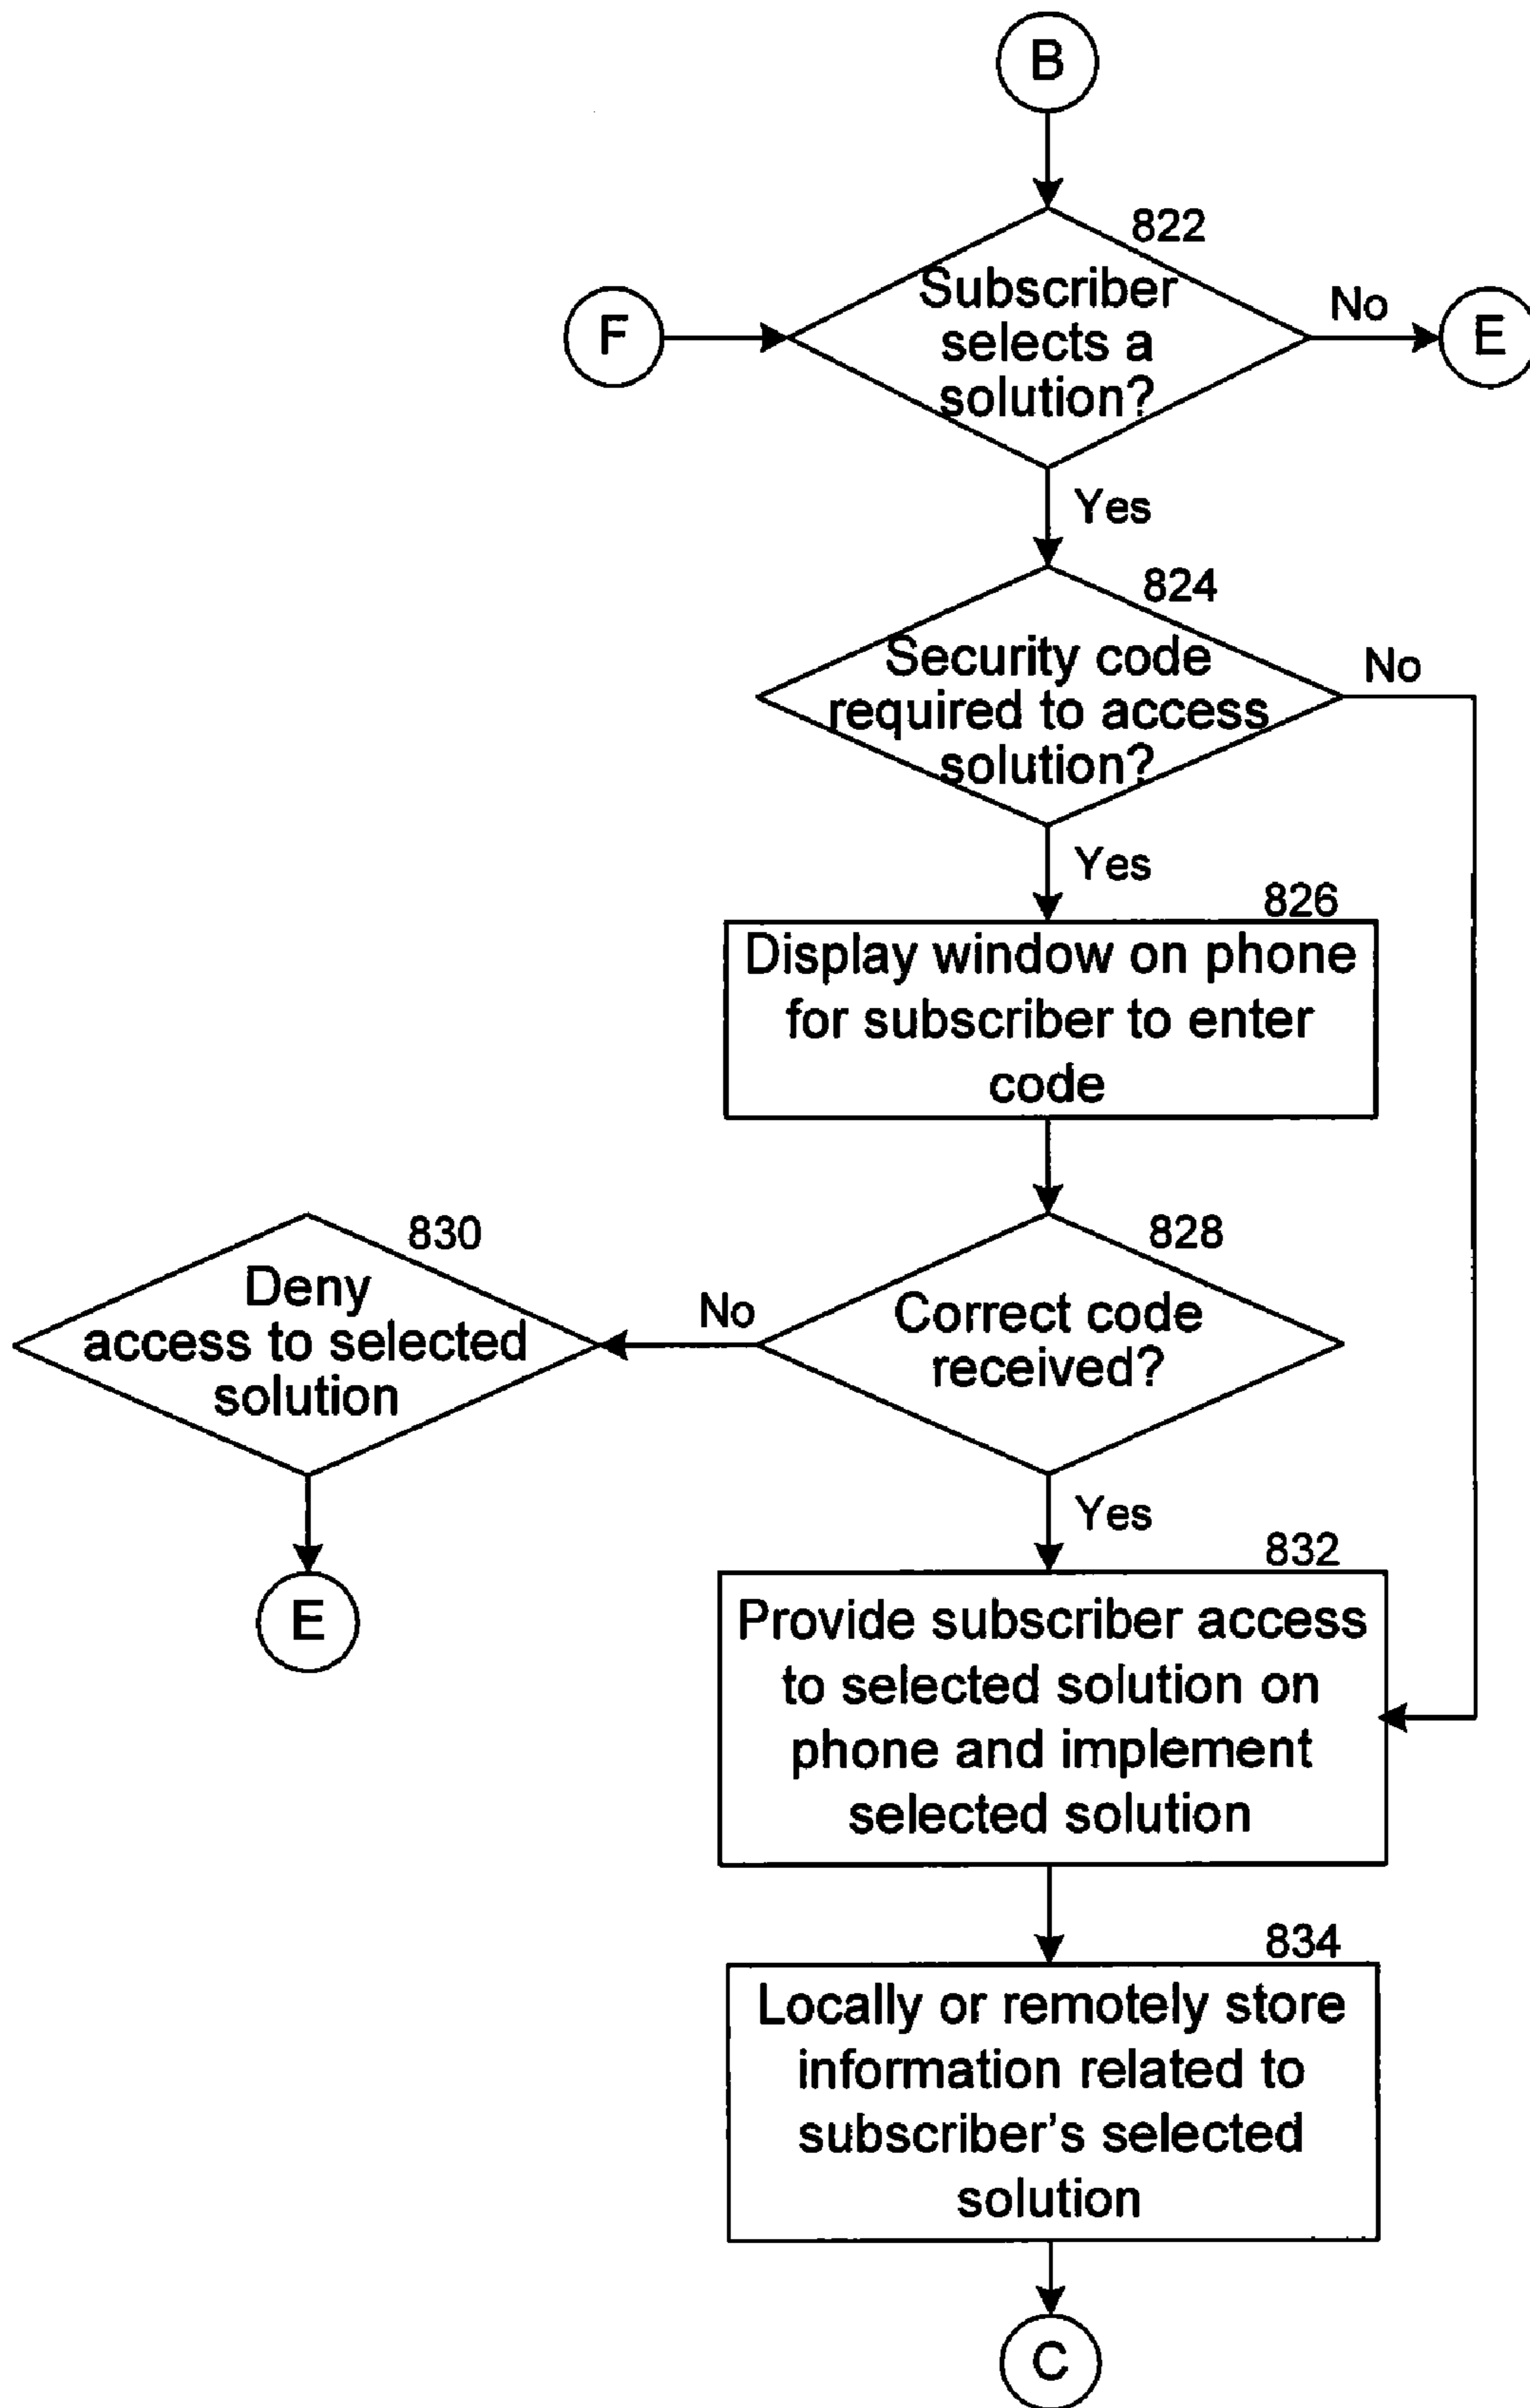 B
822
Subscriber
selects a
solution?
F
No
E
Yes
824
Security code
required to access
solution?
No
Yes
826
Display window on phone
for subscriber to enter
code
828
Correct code
received?
No
830
Deny
access to selected
solution
E
Yes
832
Provide subscriber access
to selected solution on
phone and implement
selected solution
834
Locally or remotely store
information related to
subscriber's selected
solution
C